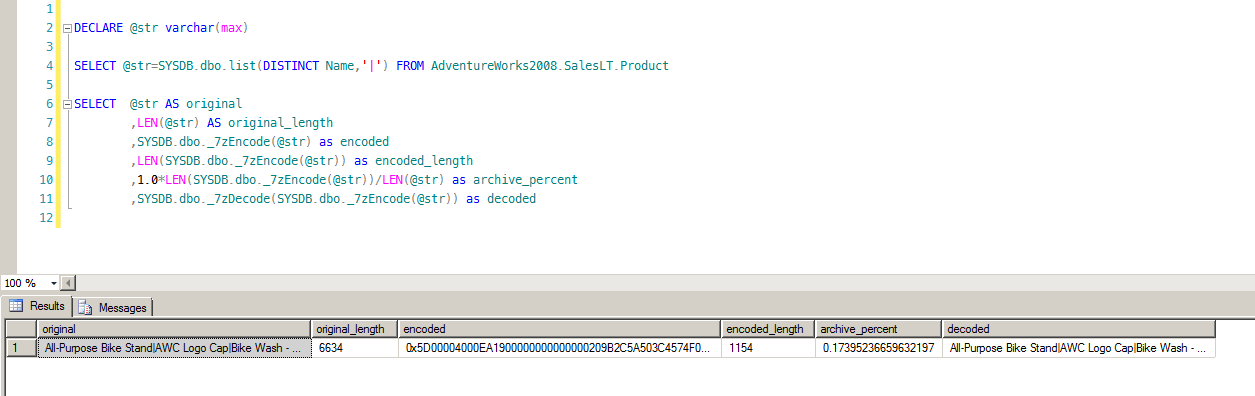 1
2 DECLARE @str varchar(max)
3
4 SELECT @str=SYSDB.dbo.list(DISTINCT Name,'|') FROM AdventureWorks2008.SalesLT.Product
5
6 SELECT @str AS original
7 ,LEN(@str) AS original_length
8 ,SYSDB.dbo._7zEncode(@str) as encoded
9 ,LEN(SYSDB.dbo._7zEncode(@str)) as encoded_length
10 ,1.0*LEN(SYSDB.dbo._7zEncode(@str))/LEN(@str) as archive_percent
11 ,SYSDB.dbo._7zDecode(SYSDB.dbo._7zEncode(@str)) as decoded
12
100 %
Results Messages
original original_length encoded encoded_length archive_percent decoded
1 All-Purpose Bike Stand|AWC Logo Cap|Bike Wash - ... 6634 0x5D00004000EA1900000000000000209B2C5A503C4574F0... 1154 0.17395236659632197 All-Purpose Bike Stand|AWC Logo Cap|Bike Wash - ...